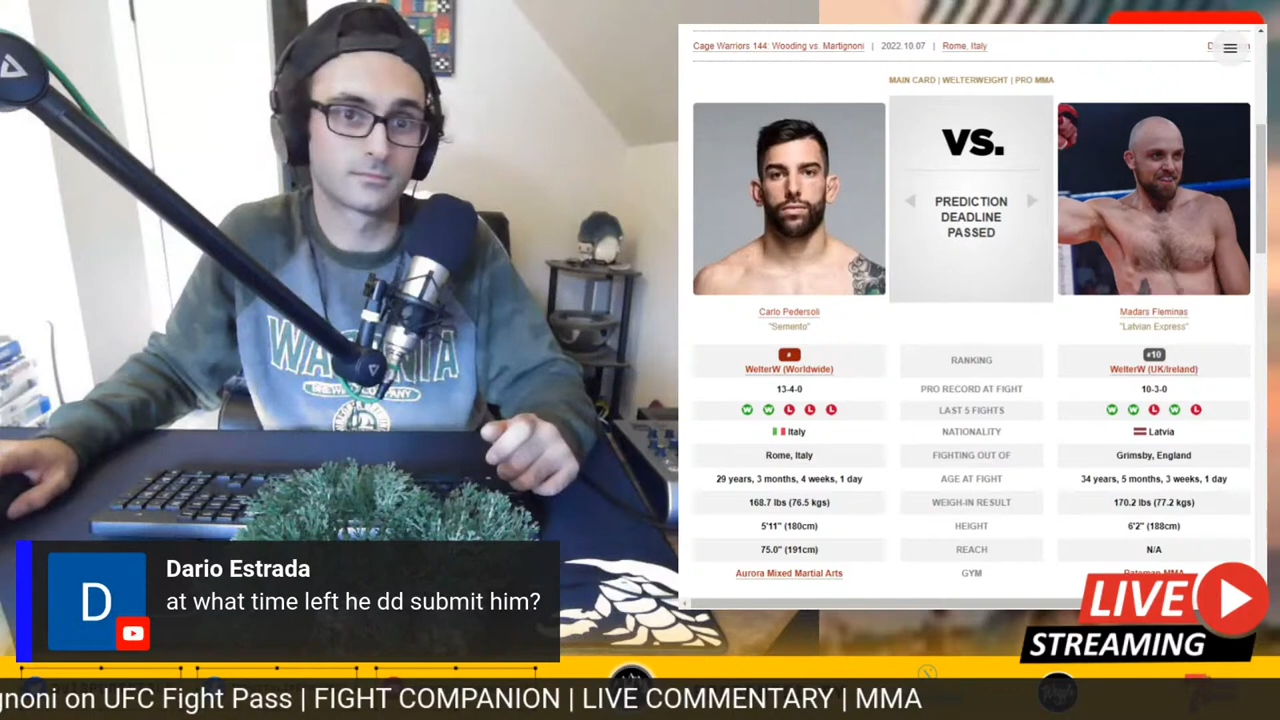 Cage Warriors 144: Wooding vs. Martignoni | 2022.10.07 | Rome, Italy
MAIN CARD | WELTERWEIGHT | PRO MMA
VS.
PREDICTION
DEADLINE
PASSED
Carlo Pedersoli
Madars Fleminas
"Semento"
"Latvian Express"
#
#10
WelterW (Worldwide)
RANKING
WelterW (UK/Ireland)
13-4-0
PRO RECORD AT FIGHT
10-3-0
W W L L L
LAST 5 FIGHTS
W W L W L
Italy
NATIONALITY
Latvia
Rome, Italy
FIGHTING OUT OF
Grimsby, England
29 years, 3 months, 4 weeks, 1 day
AGE AT FIGHT
34 years, 5 months, 3 weeks, 1 day
168.7 lbs (76.5 kgs)
WEIGH-IN RESULT
170.2 lbs (77.2 kgs)
5'11" (180cm)
HEIGHT
6'2" (188cm)
75.0" (191cm)
REACH
N/A
Aurora Mixed Martial Arts
GYM
D
Dario Estrada
at what time left he dd submit him?
LIVE
STREAMING
gnoni on UFC Fight Pass | FIGHT COMPANION | LIVE COMMENTARY | MMA